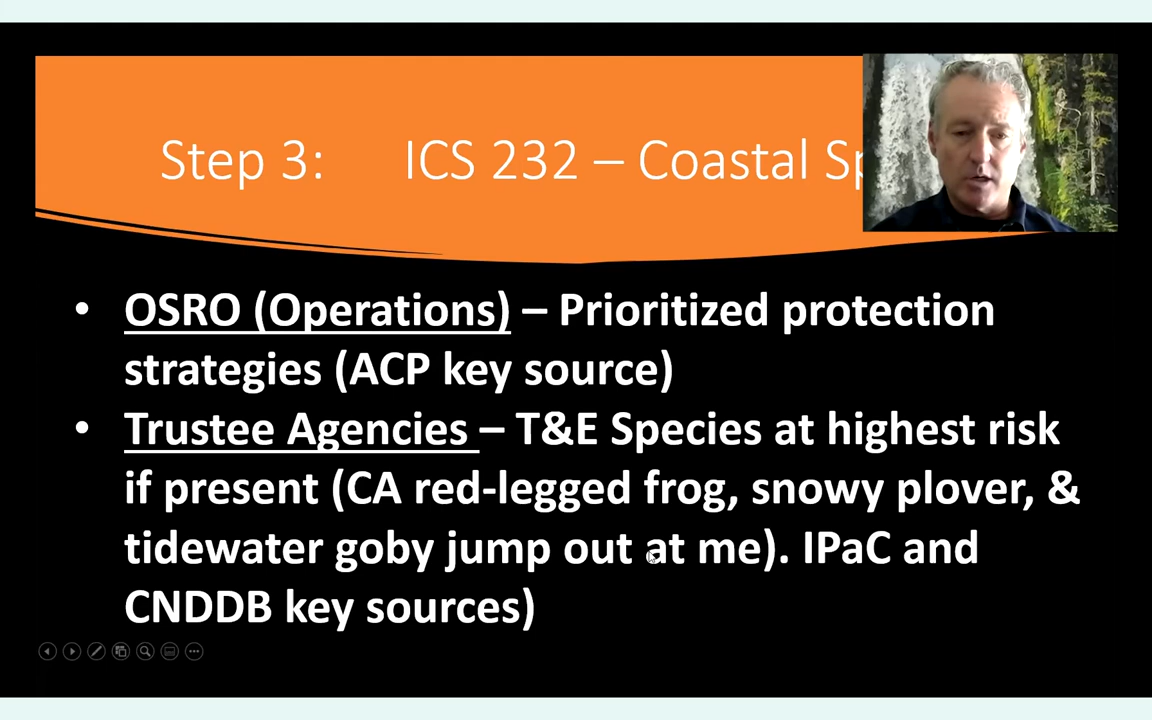 Step 3: ICS 232 – Coastal
• OSRO (Operations) – Prioritized protection
strategies (ACP key source)
• Trustee Agencies – T&E Species at highest risk
if present (CA red-legged frog, snowy plover, &
tidewater goby jump out at me). IPaC and
CNDDB key sources)